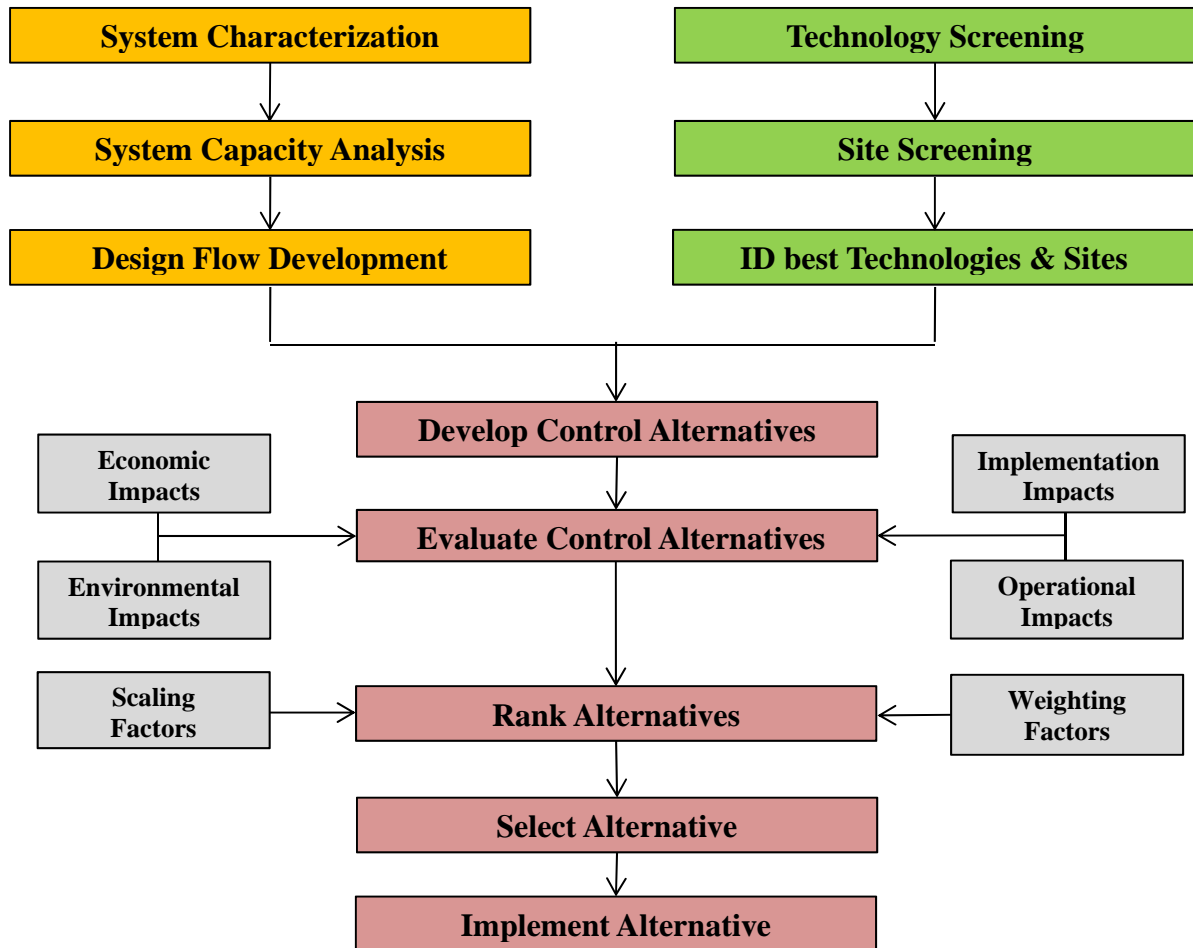 System Characterization
Technology Screening
System Capacity Analysis
Site Screening
Design Flow Development
ID best Technologies & Sites
Develop Control Alternatives
Economic
Impacts
Implementation
Impacts
Evaluate Control Alternatives
Environmental
Impacts
Operational
Impacts
Scaling
Factors
Rank Alternatives
Weighting
Factors
Select Alternative
Implement Alternative